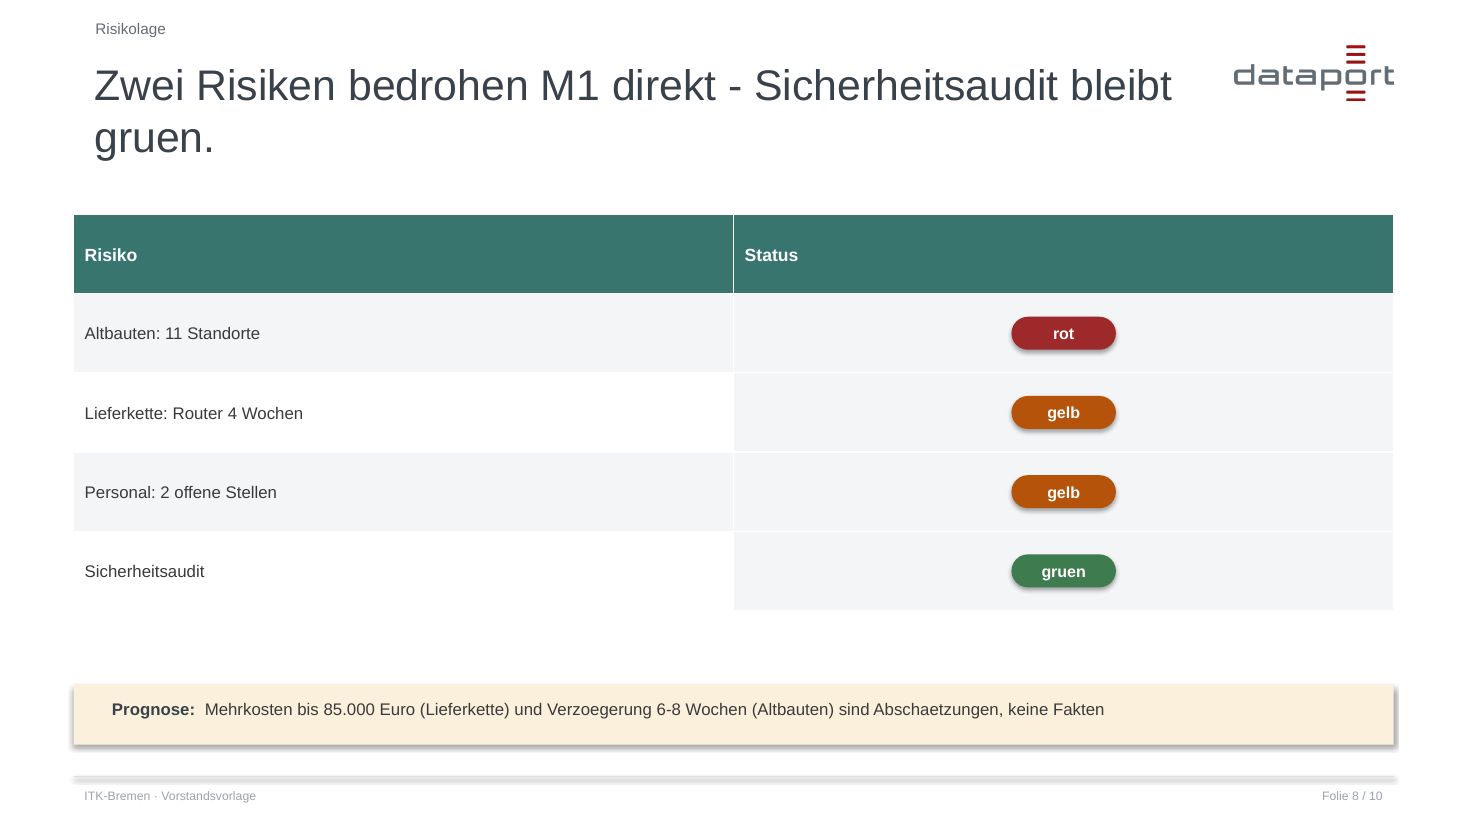 Risikolage
dataport
Zwei Risiken bedrohen M1 direkt - Sicherheitsaudit bleibt
gruen.
Risiko Status
Altbauten: 11 Standorte rot
Lieferkette: Router 4 Wochen gelb
Personal: 2 offene Stellen gelb
Sicherheitsaudit gruen
Prognose: Mehrkosten bis 85.000 Euro (Lieferkette) und Verzoegerung 6-8 Wochen (Altbauten) sind Abschaetzungen, keine Fakten
ITK-Bremen · Vorstandsvorlage Folie 8 / 10